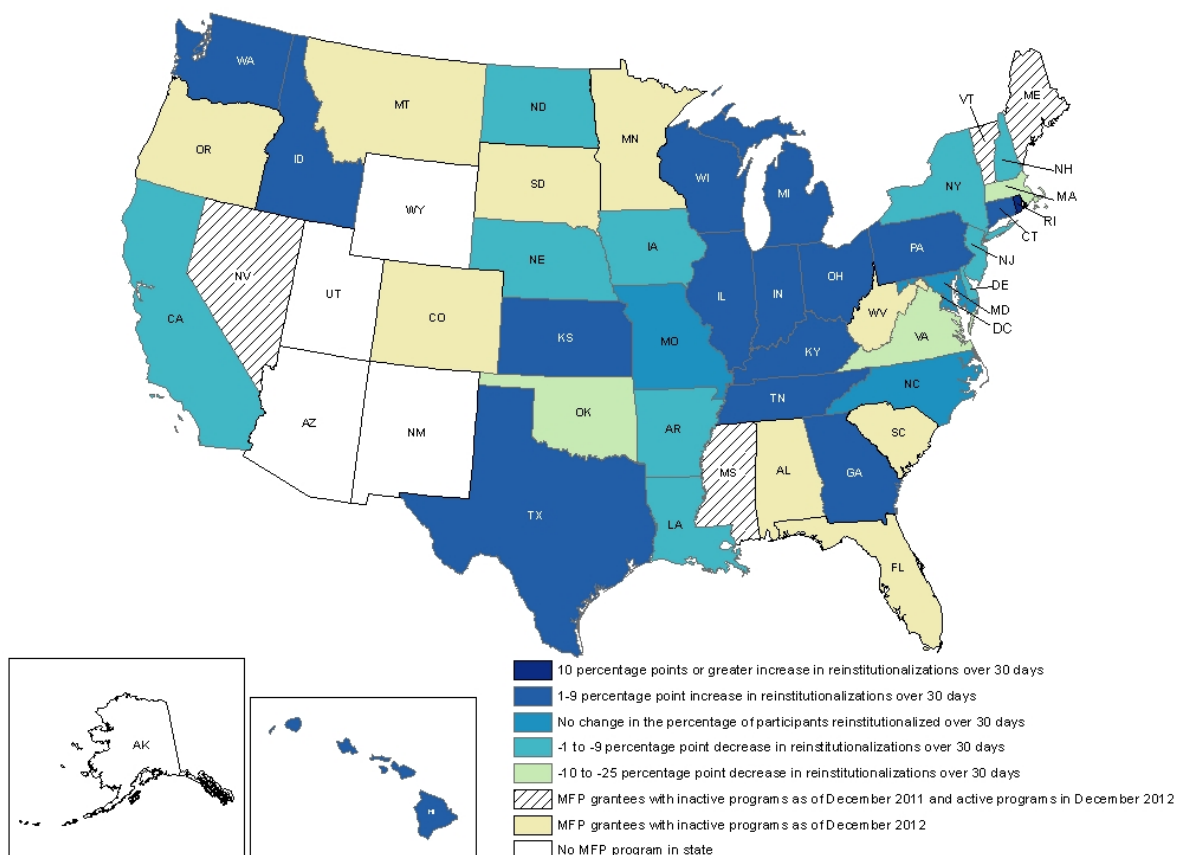 WA
MT
ND
MN
VT
ME
OR
ID
SD
WI
MI
NY
NH
MA
RI
CT
WY
NE
IA
PA
NJ
NV
UT
CO
IL
IN
OH
DE
MD
DC
CA
KS
MO
WV
VA
KY
AZ
NM
OK
AR
TN
NC
SC
MS
AL
GA
TX
LA
FL
AK
HI
10 percentage points or greater increase in reinstitutionalizations over 30 days
1-9 percentage point increase in reinstitutionalizations over 30 days
No change in the percentage of participants reinstitutionalized over 30 days
-1 to -9 percentage point decrease in reinstitutionalizations over 30 days
-10 to -25 percentage point decrease in reinstitutionalizations over 30 days
MFP grantees with inactive programs as of December 2011 and active programs in December 2012
MFP grantees with inactive programs as of December 2012
No MFP program in state